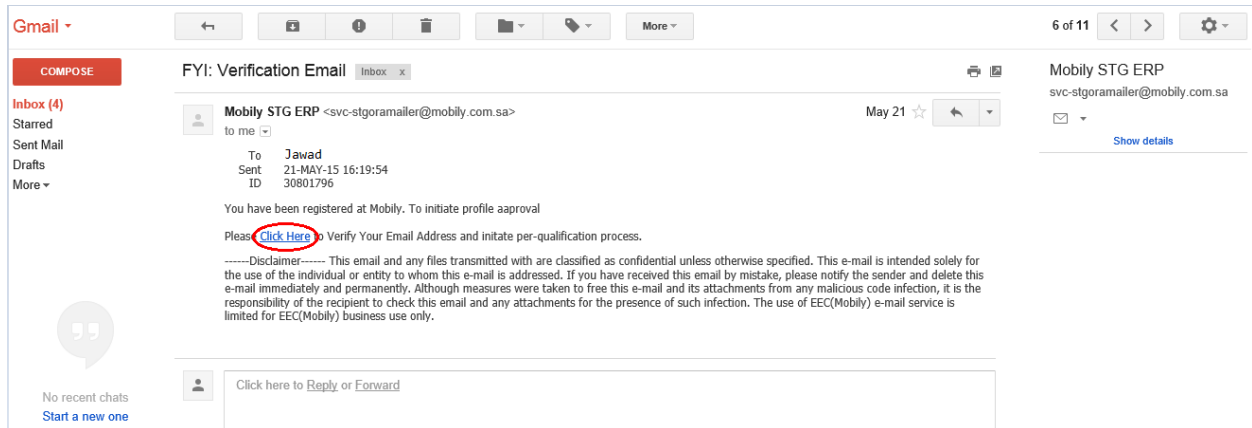 Gmail
More
6 of 11
COMPOSE
Inbox (4)
Starred
Sent Mail
Drafts
More
FYI: Verification Email Inbox x
Mobily STG ERP <svc-stgoramailer@mobily.com.sa>
May 21
to me
To Jawad
Sent 21-MAY-15 16:19:54
ID 30801796
You have been registered at Mobily. To initiate profile aaproval
Please Click Here to Verify Your Email Address and initate per-qualification process.
------Disclaimer------ This email and any files transmitted with are classified as confidential unless otherwise specified. This e-mail is intended solely for
the use of the individual or entity to whom this e-mail is addressed. If you have received this email by mistake, please notify the sender and delete this
e-mail immediately and permanently. Although measures were taken to free this e-mail and its attachments from any malicious code infection, it is the
responsibility of the recipient to check this email and any attachments for the presence of such infection. The use of EEC(Mobily) e-mail service is
limited for EEC(Mobily) business use only.
Click here to Reply or Forward
Mobily STG ERP
svc-stgoramailer@mobily.com.sa
Show details
No recent chats
Start a new one